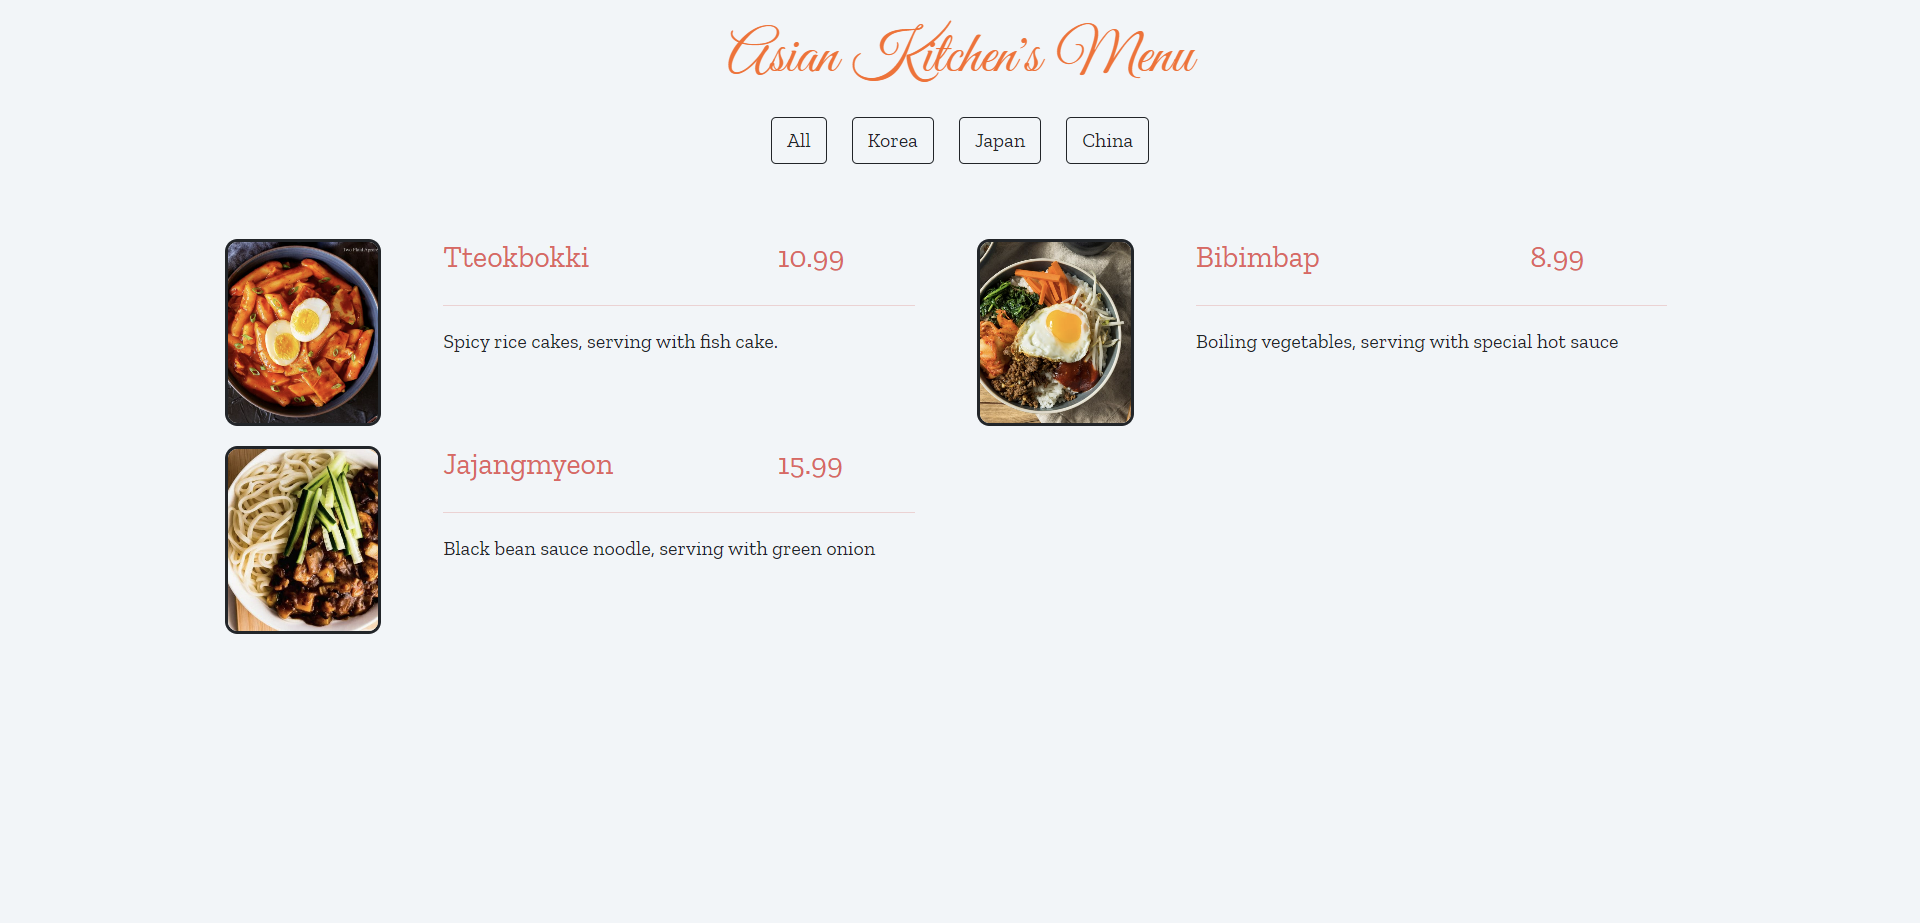 Asian Kitchen's Menu
All
Korea
Japan
China
Tteokbokki 10.99
Spicy rice cakes, serving with fish cake.
Bibimbap 8.99
Boiling vegetables, serving with special hot sauce
Jajangmyeon 15.99
Black bean sauce noodle, serving with green onion